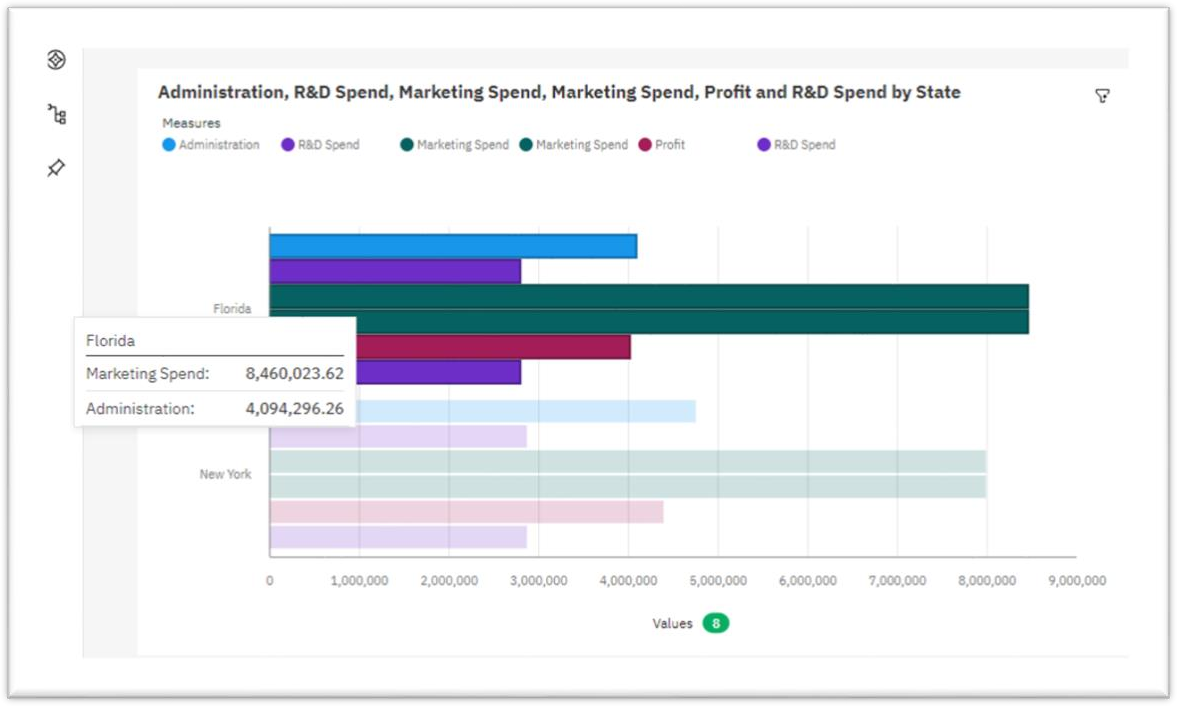 Administration, R&D Spend, Marketing Spend, Marketing Spend, Profit and R&D Spend by State
Measures
Administration R&D Spend Marketing Spend Marketing Spend Profit R&D Spend
Florida
Florida
Marketing Spend: 8,460,023.62
Administration: 4,094,296.26
New York
0 1,000,000 2,000,000 3,000,000 4,000,000 5,000,000 6,000,000 7,000,000 8,000,000 9,000,000
Values 8